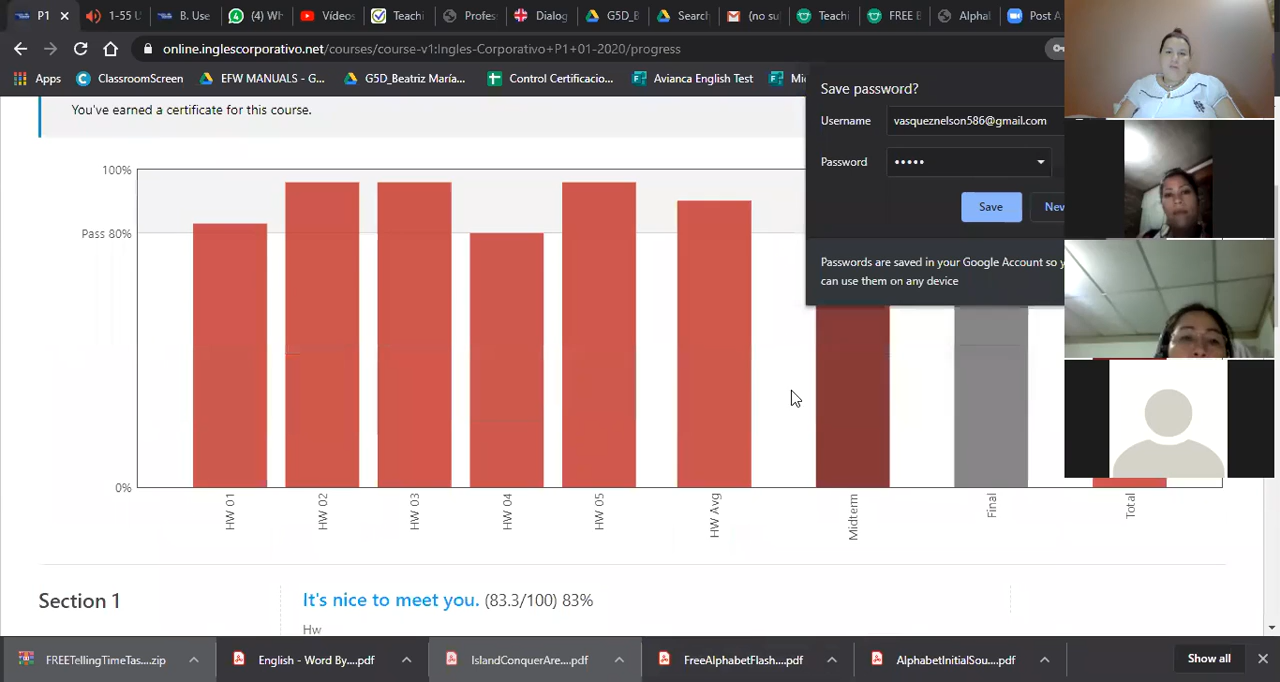 P1
1-55 U
B. Use
(4) Wh
Vídeos
Teachi
Profes
Dialog
G5D_B
Search
(no su
Teachi
FREE B
Alphal
Post A
online.inglescorporativo.net/courses/course-v1:Ingles-Corporativo+P1+01-2020/progress
Apps
ClassroomScreen
EFW MANUALS - G...
G5D_Beatriz María...
Control Certificacio...
Avianca English Test
Mi
You've earned a certificate for this course.
Save password?
Username
vasqueznelson586@gmail.com
Password
•••••
Save
Nev
Passwords are saved in your Google Account so y
can use them on any device
100%
Pass 80%
0%
HW 01
HW 02
HW 03
HW 04
HW 05
HW Avg
Midterm
Final
Total
Section 1
It's nice to meet you. (83.3/100) 83%
Hw
FREETellingTimeTas....zip
English - Word By....pdf
IslandConquerAre....pdf
FreeAlphabetFlash....pdf
AlphabetInitialSou....pdf
Show all